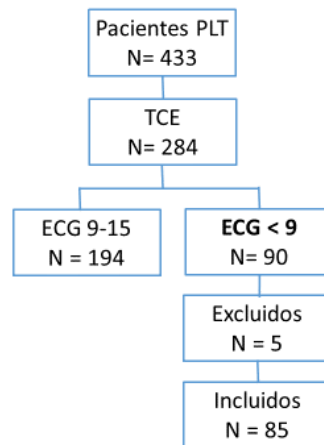 Pacientes PLT
N= 433
TCE
N= 284
ECG 9-15
N = 194
ECG < 9
N= 90
Excluidos
N = 5
Incluidos
N = 85